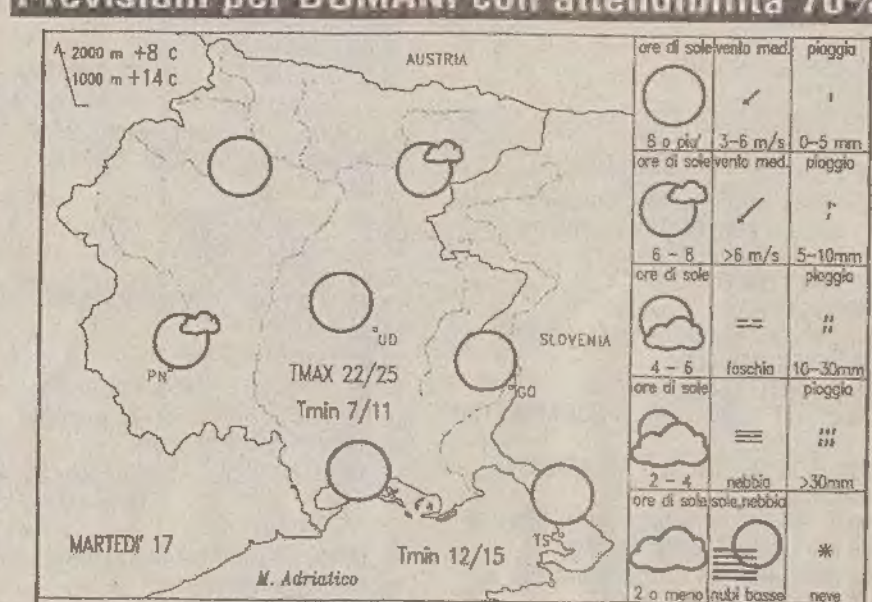 Previsioni per DOMANI con attendibilità 70%
2000 m +8 c
1000 m +14 c
AUSTRIA
UD
SLOVENIA
PN
TMAX 22/25
GO
Tmin 7/11
TS
MARTEDI' 17
Tmin 12/15
M. Adriatico
ore di sole vento med. pioggia
8 o piu' 3-6 m/s 0-5 mm
ore di sole vento med. pioggia
6 - 8 >6 m/s 5-10mm
ore di sole pioggia
4 - 6 foschia 10-30mm
ore di sole pioggia
2 - 4 nebbia >30mm
ore di sole sole,nebbia
2 o meno nubi basse neve